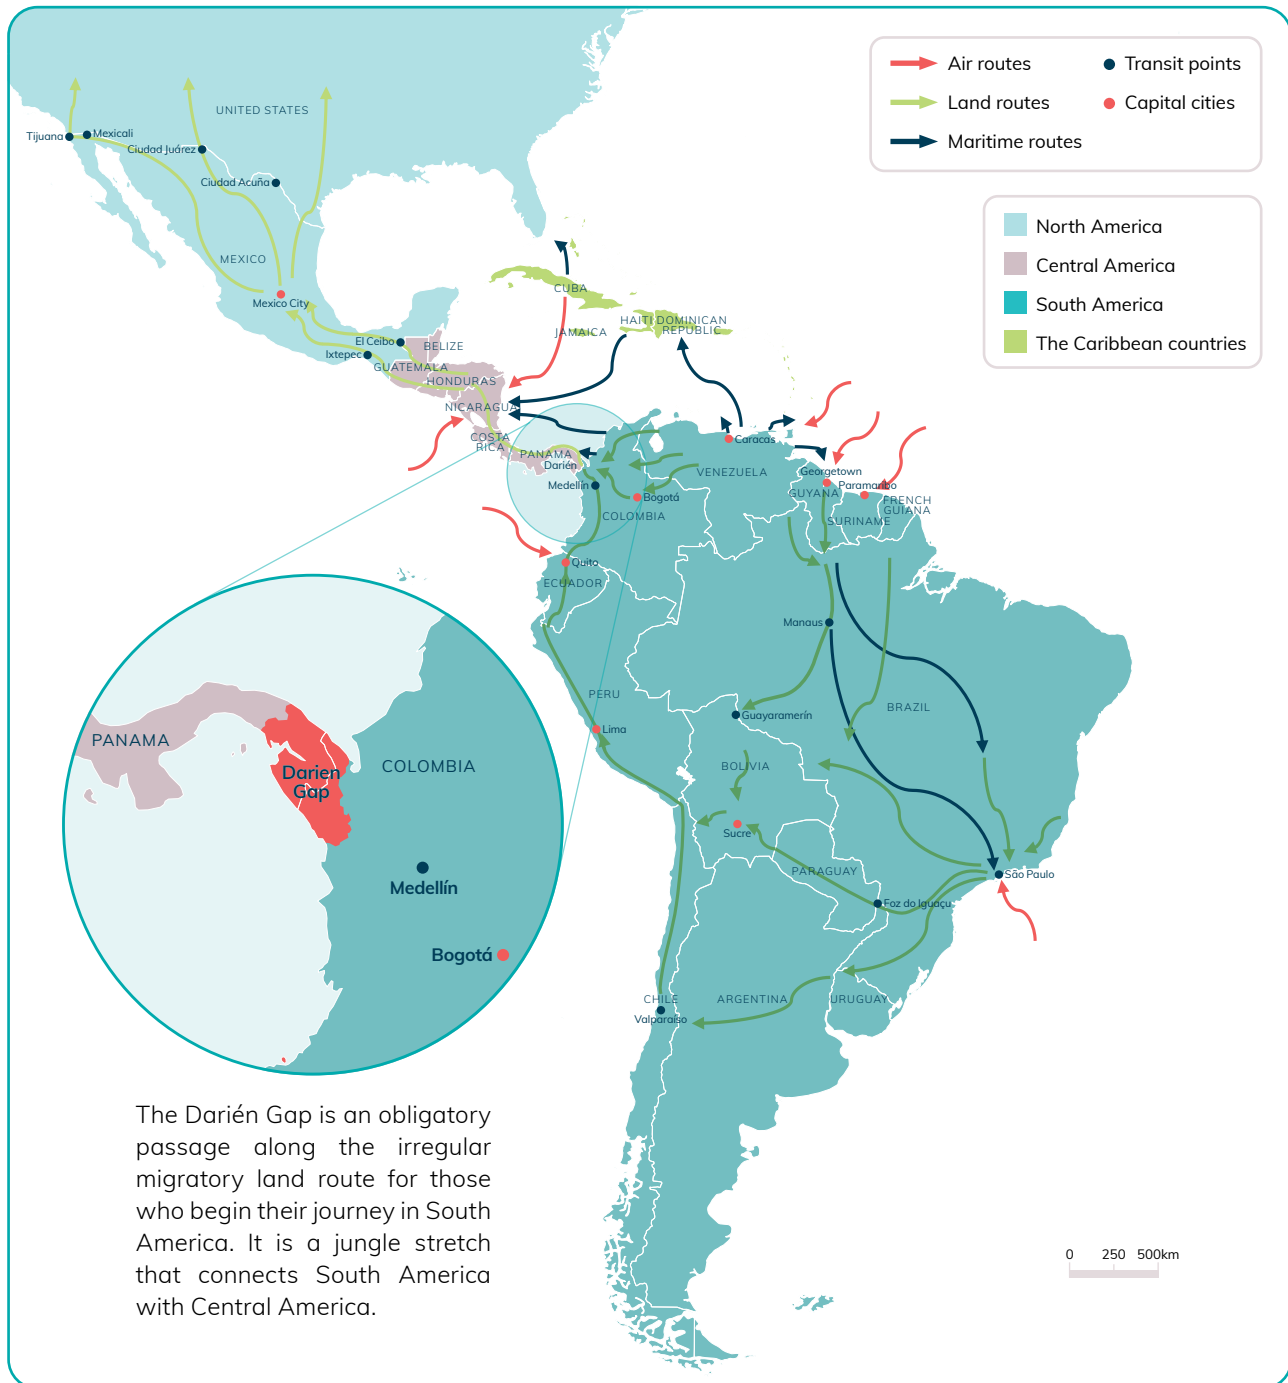 Air routes
Land routes
Maritime routes
Transit points
Capital cities
North America
Central America
South America
The Caribbean countries
UNITED STATES
Tijuana
Mexicali
Ciudad Juárez
Ciudad Acuña
MEXICO
Mexico City
El Ceibo
Ixtepec
BELIZE
GUATEMALA
HONDURAS
NICARAGUA
COSTA
RICA
PANAMA
Darién
CUBA
JAMAICA
HAITI
DOMINICAN
REPUBLIC
Caracas
VENEZUELA
Georgetown
Paramaribo
GUYANA
SURINAME
FRENCH
GUIANA
Medellín
Bogotá
COLOMBIA
Quito
ECUADOR
Manaus
PERU
Lima
Guayaramerín
BRAZIL
BOLIVIA
Sucre
PARAGUAY
São Paulo
Foz do Iguaçu
CHILE
Valparaíso
ARGENTINA
URUGUAY
PANAMA
Darien
Gap
COLOMBIA
Medellín
Bogotá
The Darién Gap is an obligatory
passage along the irregular
migratory land route for those
who begin their journey in South
America. It is a jungle stretch
that connects South America
with Central America.
0 250 500km